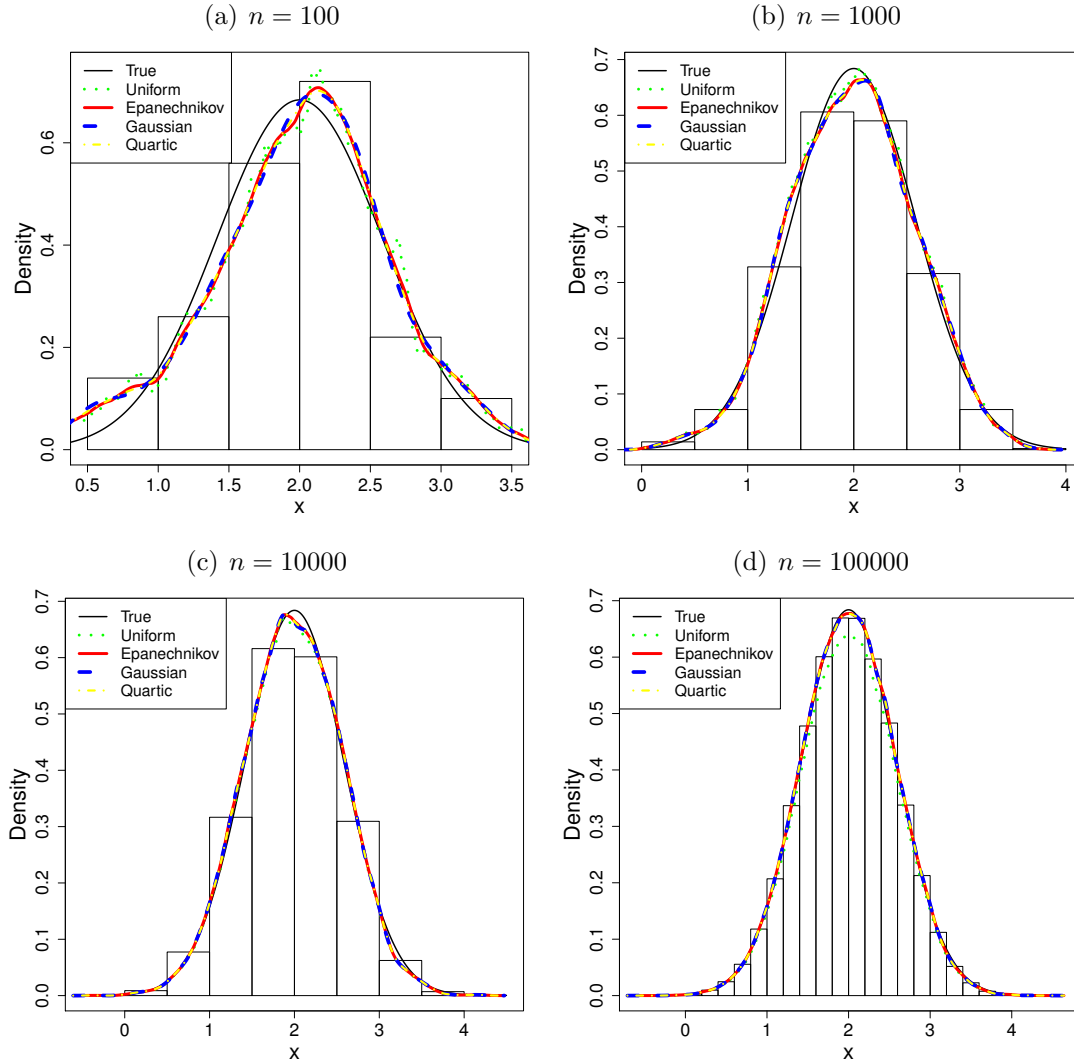 (a) n = 100
True
Uniform
Epanechnikov
Gaussian
Quartic
Density
0.0 0.2 0.4 0.6
0.5 1.0 1.5 2.0 2.5 3.0 3.5
x
(b) n = 1000
True
Uniform
Epanechnikov
Gaussian
Quartic
Density
0.0 0.1 0.2 0.3 0.4 0.5 0.6 0.7
0 1 2 3 4
x
(c) n = 10000
True
Uniform
Epanechnikov
Gaussian
Quartic
Density
0.0 0.1 0.2 0.3 0.4 0.5 0.6 0.7
0 1 2 3 4
x
(d) n = 100000
True
Uniform
Epanechnikov
Gaussian
Quartic
Density
0.0 0.1 0.2 0.3 0.4 0.5 0.6 0.7
0 1 2 3 4
x